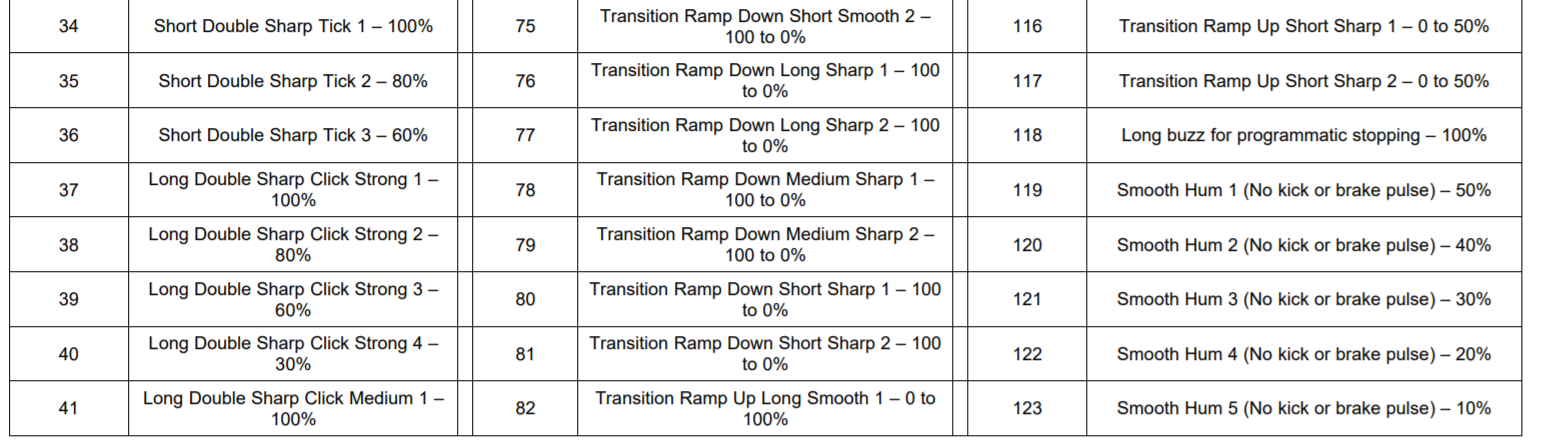 34 Short Double Sharp Tick 1 – 100% 75 Transition Ramp Down Short Smooth 2 –
100 to 0% 116 Transition Ramp Up Short Sharp 1 – 0 to 50%
35 Short Double Sharp Tick 2 – 80% 76 Transition Ramp Down Long Sharp 1 – 100
to 0% 117 Transition Ramp Up Short Sharp 2 – 0 to 50%
36 Short Double Sharp Tick 3 – 60% 77 Transition Ramp Down Long Sharp 2 – 100
to 0% 118 Long buzz for programmatic stopping – 100%
37 Long Double Sharp Click Strong 1 –
100% 78 Transition Ramp Down Medium Sharp 1 –
100 to 0% 119 Smooth Hum 1 (No kick or brake pulse) – 50%
38 Long Double Sharp Click Strong 2 –
80% 79 Transition Ramp Down Medium Sharp 2 –
100 to 0% 120 Smooth Hum 2 (No kick or brake pulse) – 40%
39 Long Double Sharp Click Strong 3 –
60% 80 Transition Ramp Down Short Sharp 1 – 100
to 0% 121 Smooth Hum 3 (No kick or brake pulse) – 30%
40 Long Double Sharp Click Strong 4 –
30% 81 Transition Ramp Down Short Sharp 2 – 100
to 0% 122 Smooth Hum 4 (No kick or brake pulse) – 20%
41 Long Double Sharp Click Medium 1 –
100% 82 Transition Ramp Up Long Smooth 1 – 0 to
100% 123 Smooth Hum 5 (No kick or brake pulse) – 10%